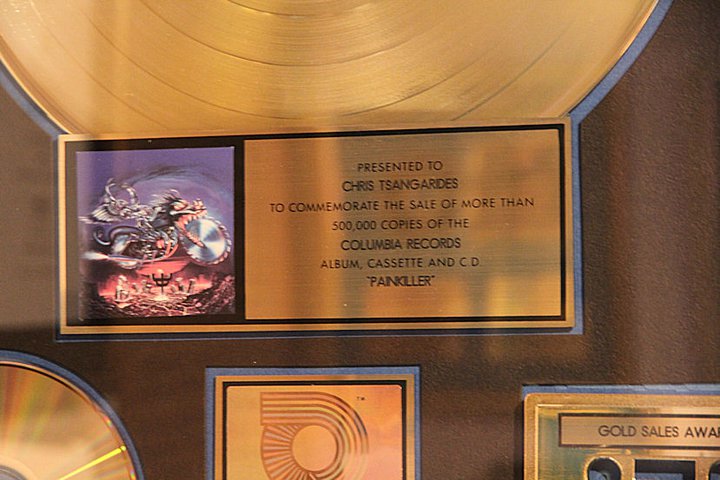 PRESENTED TO
CHRIS TSANGARIDES
TO COMMEMORATE THE SALE OF MORE THAN
500,000 COPIES OF THE
COLUMBIA RECORDS
ALBUM, CASSETTE AND C.D.
"PAINKILLER"
TM
GOLD SALES AWA